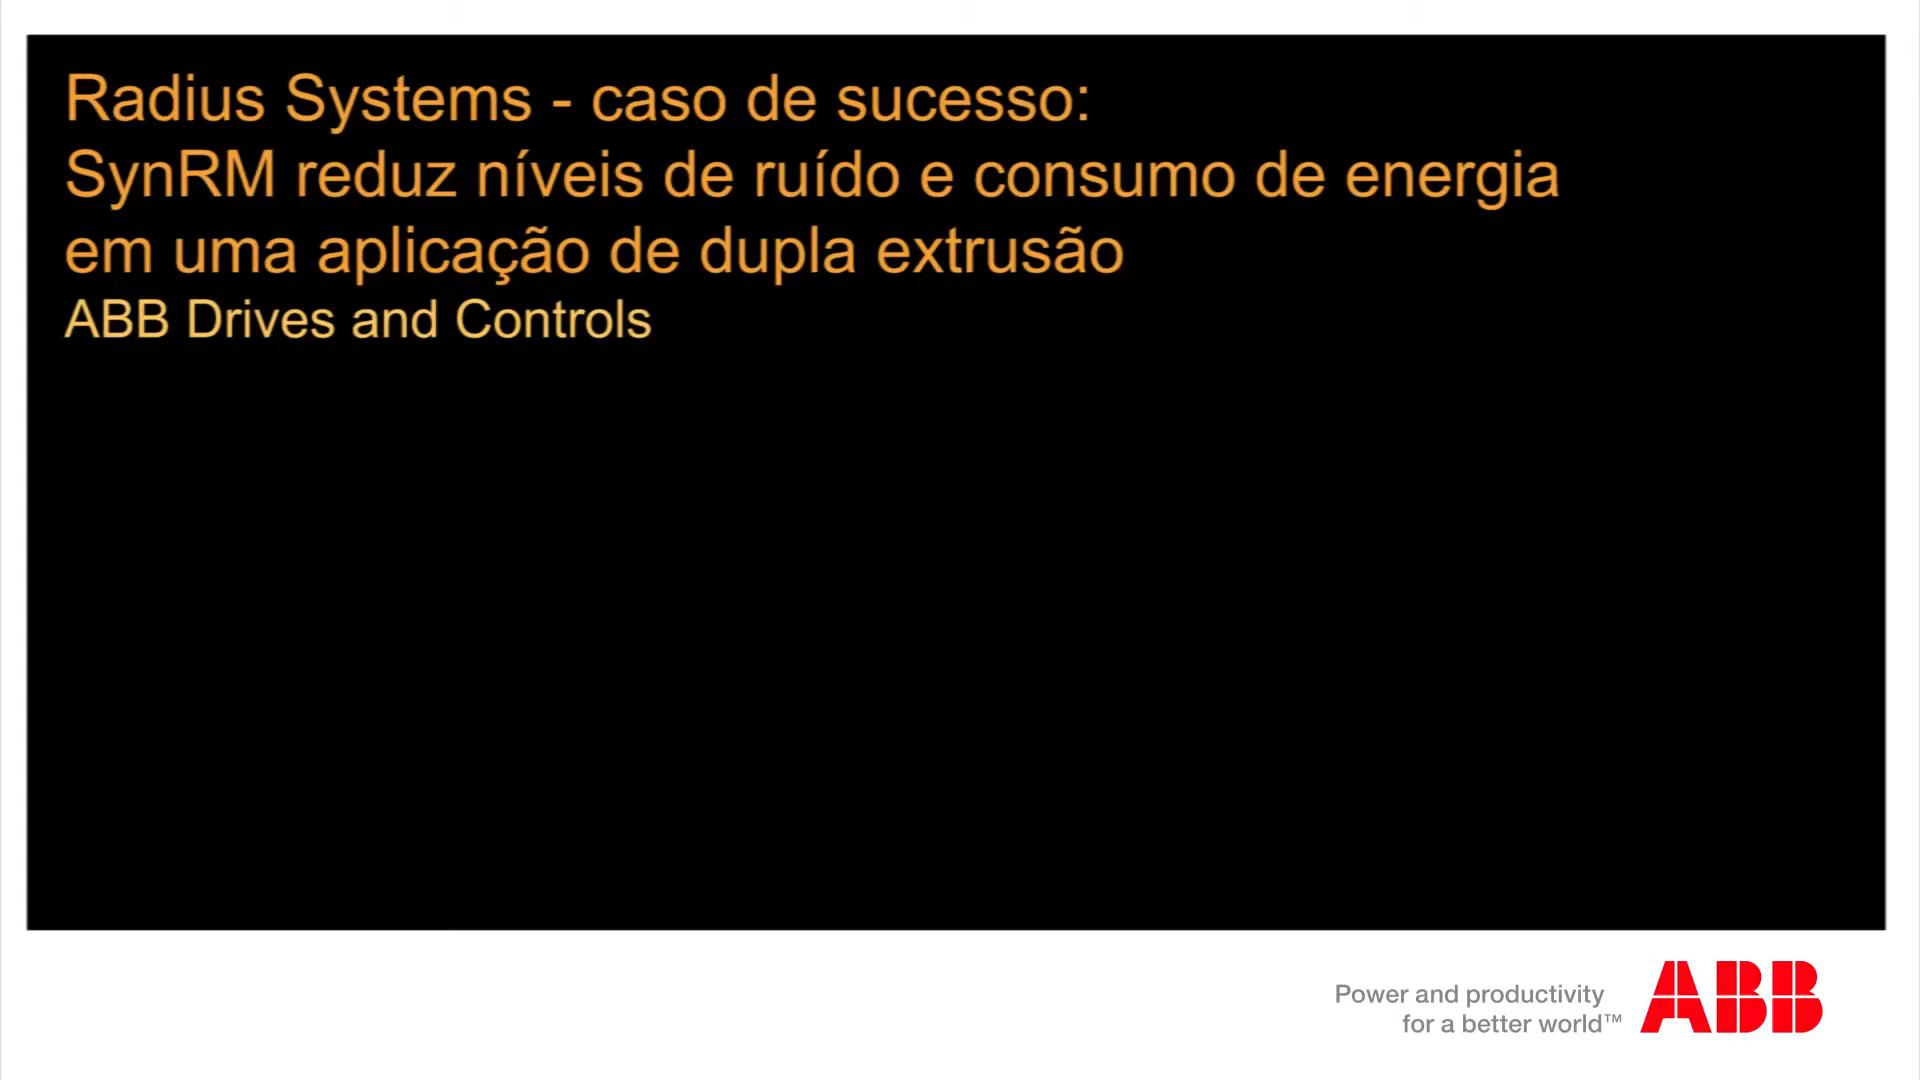 Radius Systems - caso de sucesso:
SynRM reduz níveis de ruído e consumo de energia
em uma aplicação de dupla extrusão
ABB Drives and Controls
Power and productivity
for a better world™
ABB